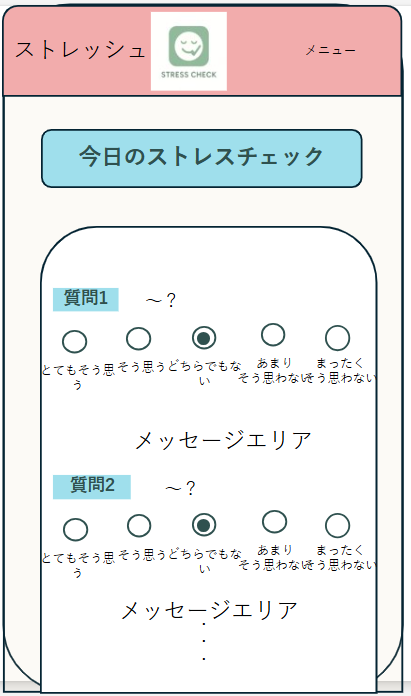 ストレッシュ
STRESS CHECK
メニュー
今日のストレスチェック
質問1 ～？
とてもそう思
う
そう思う
どちらでもな
い
あまり
そう思わない
まったく
そう思わない
メッセージエリア
質問2 ～？
とてもそう思
う
そう思う
どちらでもな
い
あまり
そう思わない
まったく
そう思わない
メッセージエリア